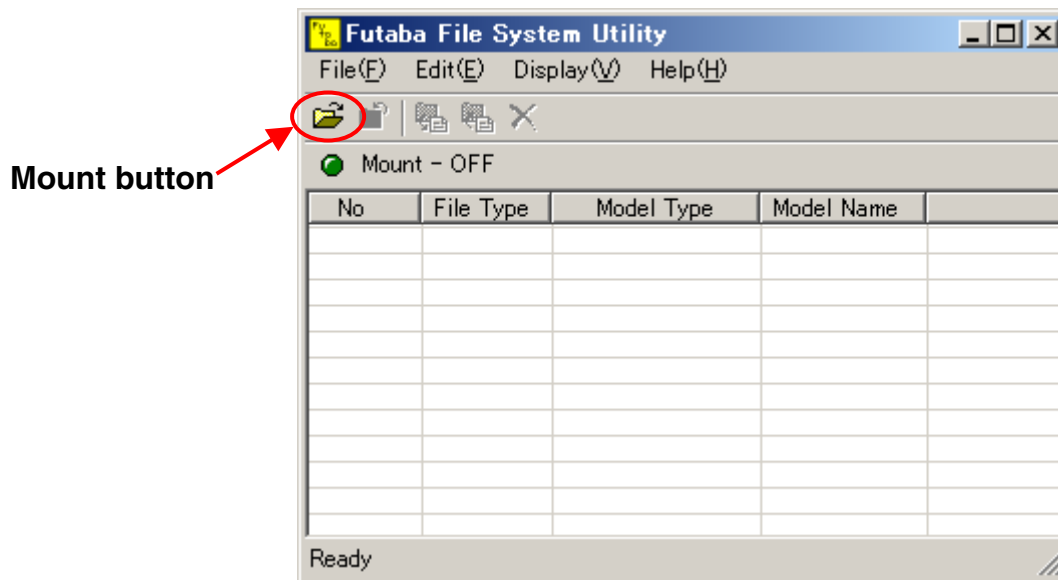 Futaba File System Utility
File(F) Edit(E) Display(V) Help(H)
Mount - OFF
Mount button
No File Type Model Type Model Name
Ready